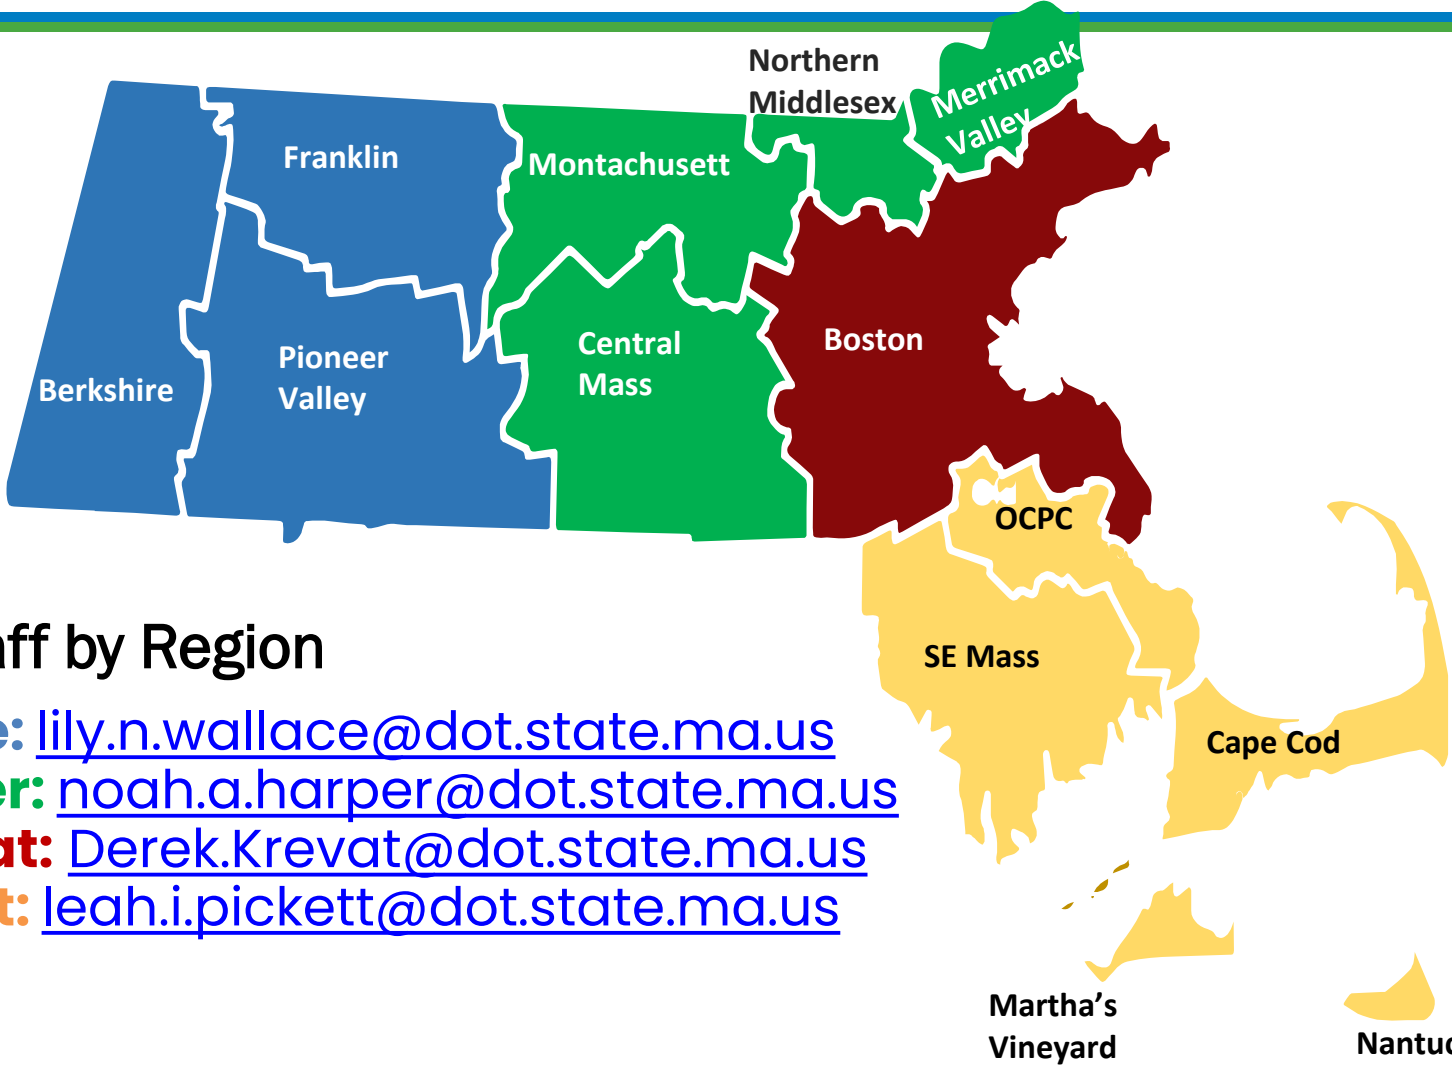 Northern
Middlesex
Merrimack
Valley
Franklin
Montachusett
Berkshire
Pioneer
Valley
Central
Mass
Boston
OCPC
SE Mass
Cape Cod
aff by Region
e: lily.n.wallace@dot.state.ma.us
er: noah.a.harper@dot.state.ma.us
at: Derek.Krevat@dot.state.ma.us
t: leah.i.pickett@dot.state.ma.us
Martha’s
Vineyard
Nantuc